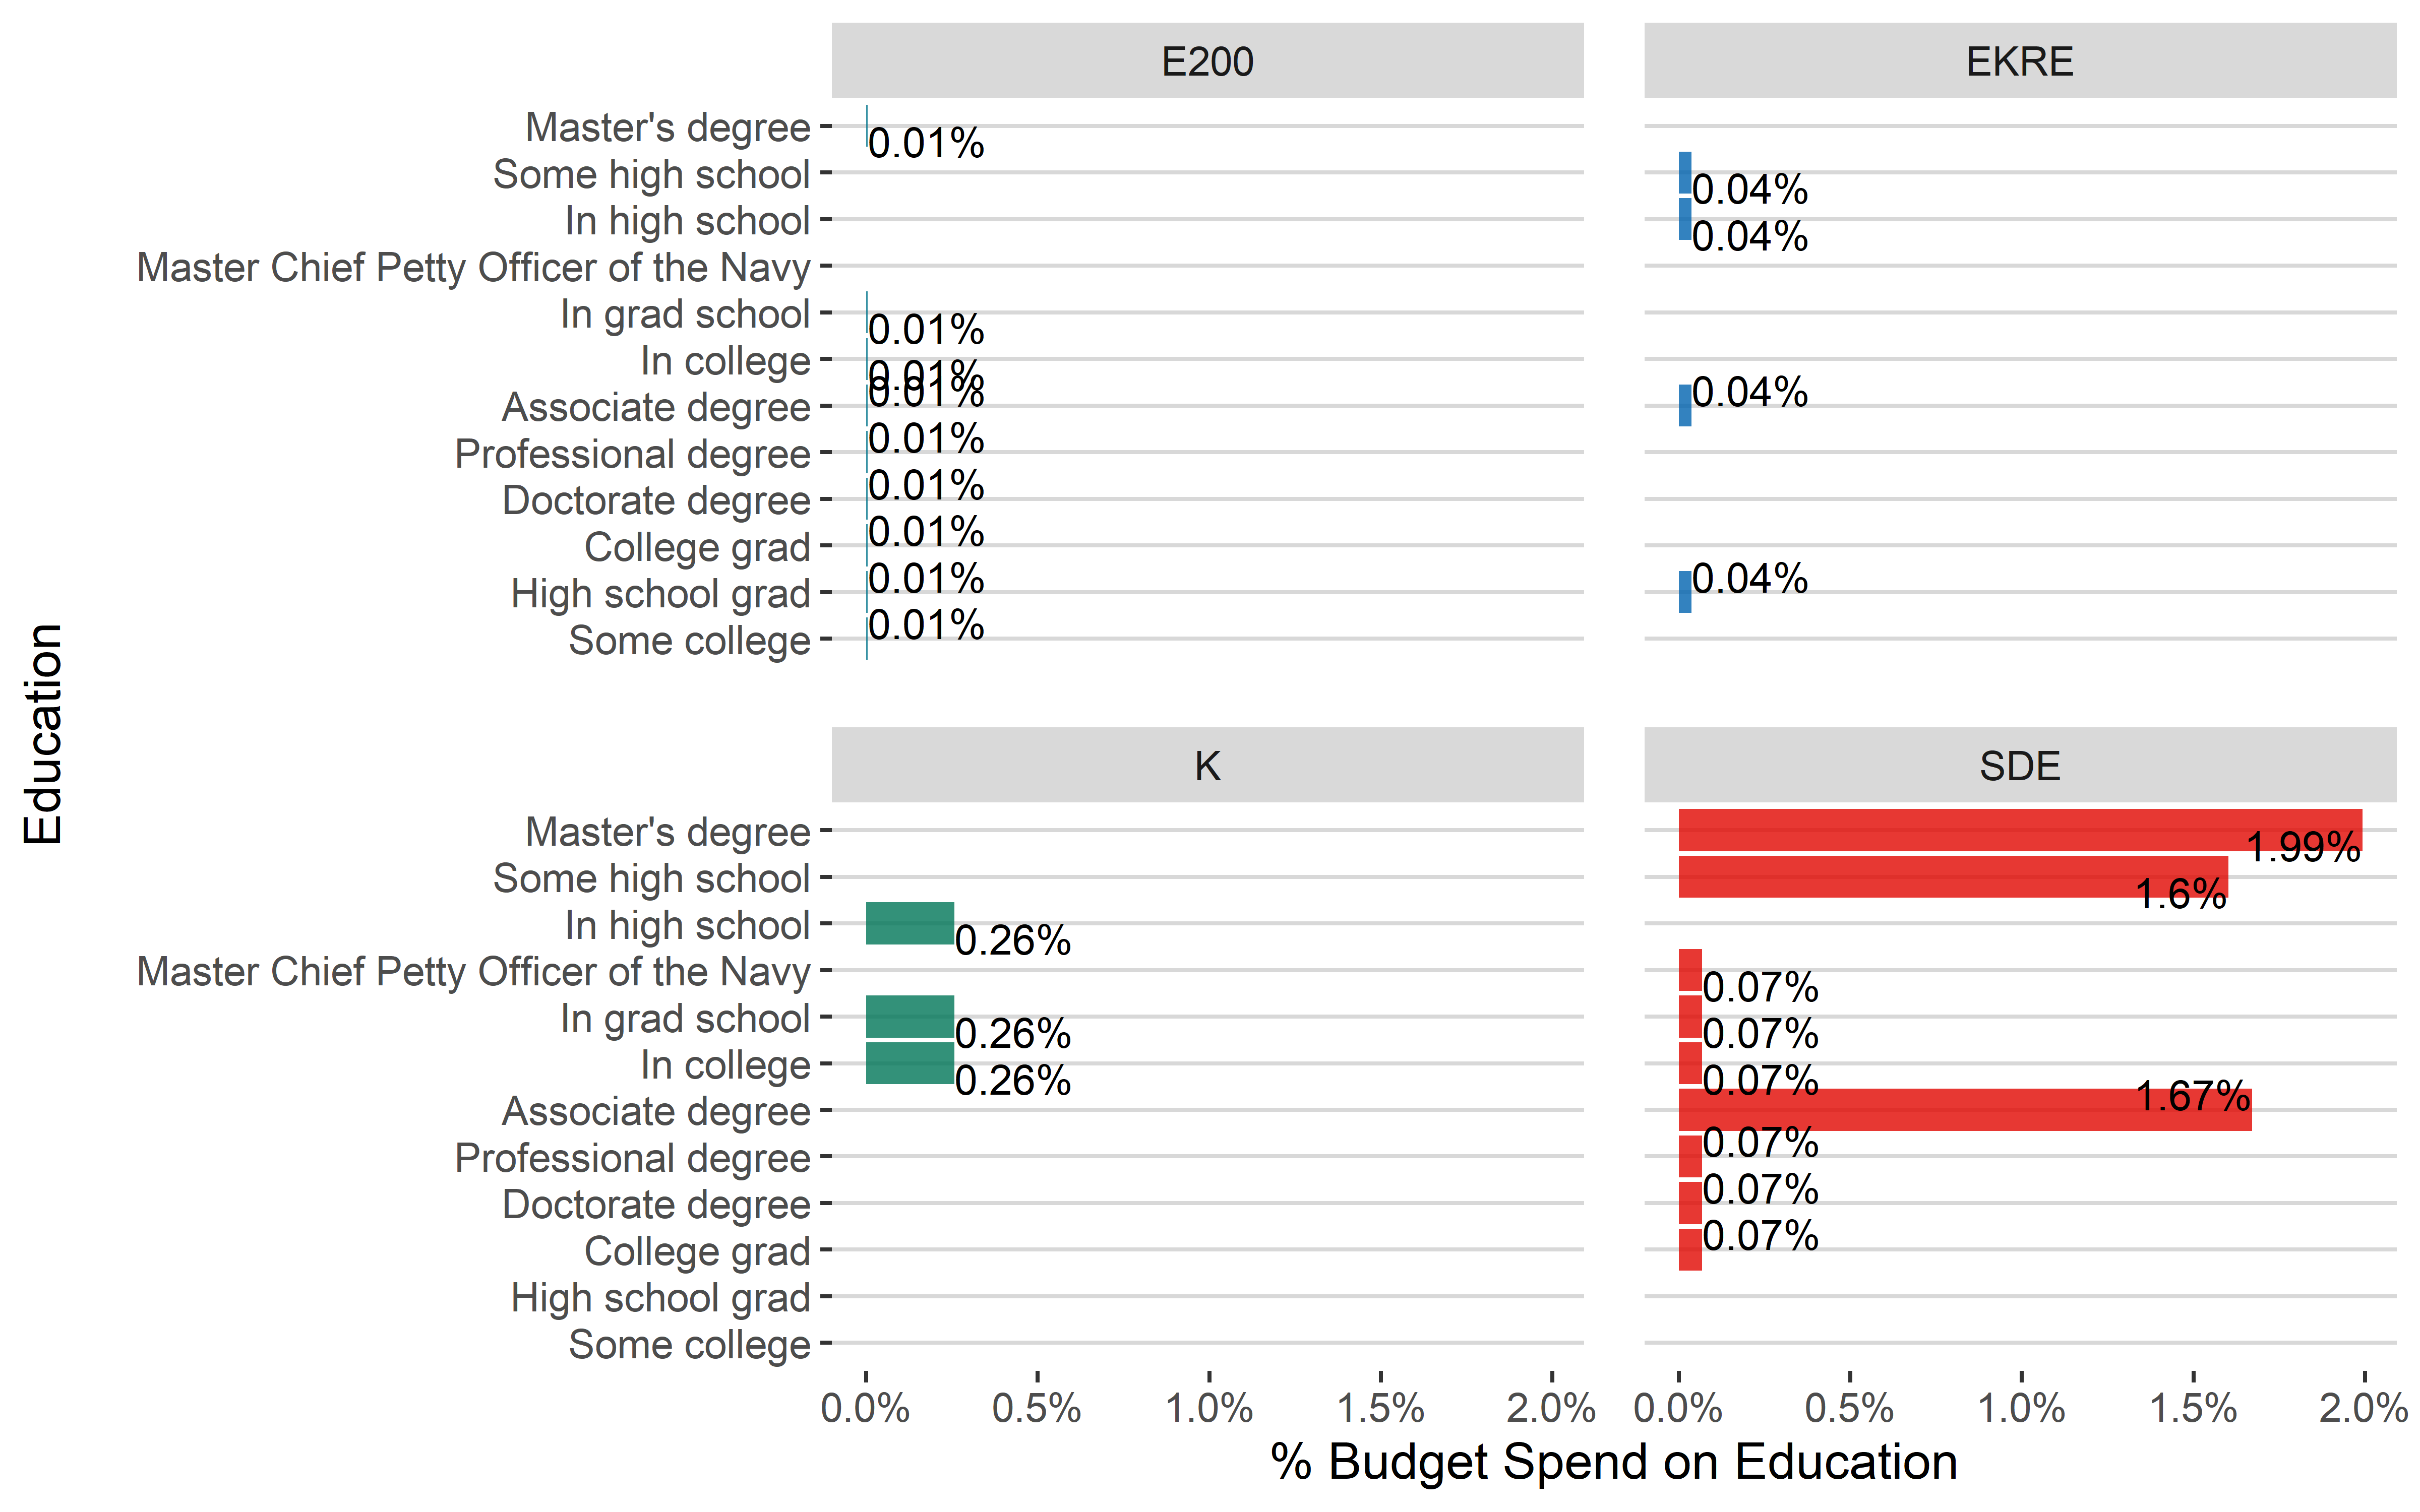 E200
EKRE
Master's degree
0.01%
Some high school
0.04%
In high school
0.04%
Master Chief Petty Officer of the Navy
In grad school
0.01%
In college
0.01%
Associate degree
0.01%
0.04%
Professional degree
0.01%
Doctorate degree
0.01%
College grad
0.01%
High school grad
0.01%
0.04%
Some college
0.01%
Education
K
SDE
Master's degree
1.99%
Some high school
1.6%
In high school
0.26%
Master Chief Petty Officer of the Navy
0.07%
In grad school
0.26%
0.07%
In college
0.26%
0.07%
Associate degree
1.67%
Professional degree
0.07%
Doctorate degree
0.07%
College grad
0.07%
High school grad
Some college
0.0% 0.5% 1.0% 1.5% 2.0%
0.0% 0.5% 1.0% 1.5% 2.0%
% Budget Spend on Education